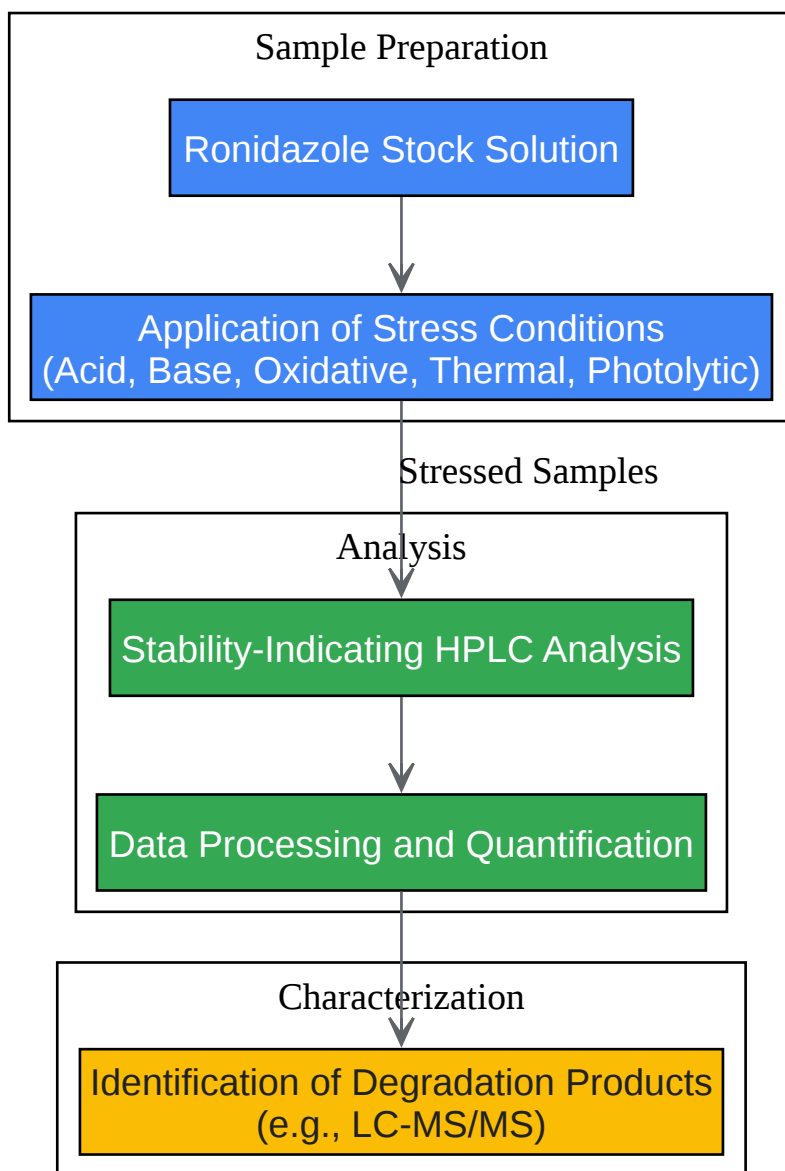 Sample Preparation
Ronidazole Stock Solution
Application of Stress Conditions
(Acid, Base, Oxidative, Thermal, Photolytic)
Stressed Samples
Analysis
Stability-Indicating HPLC Analysis
Data Processing and Quantification
Characterization
Identification of Degradation Products
(e.g., LC-MS/MS)